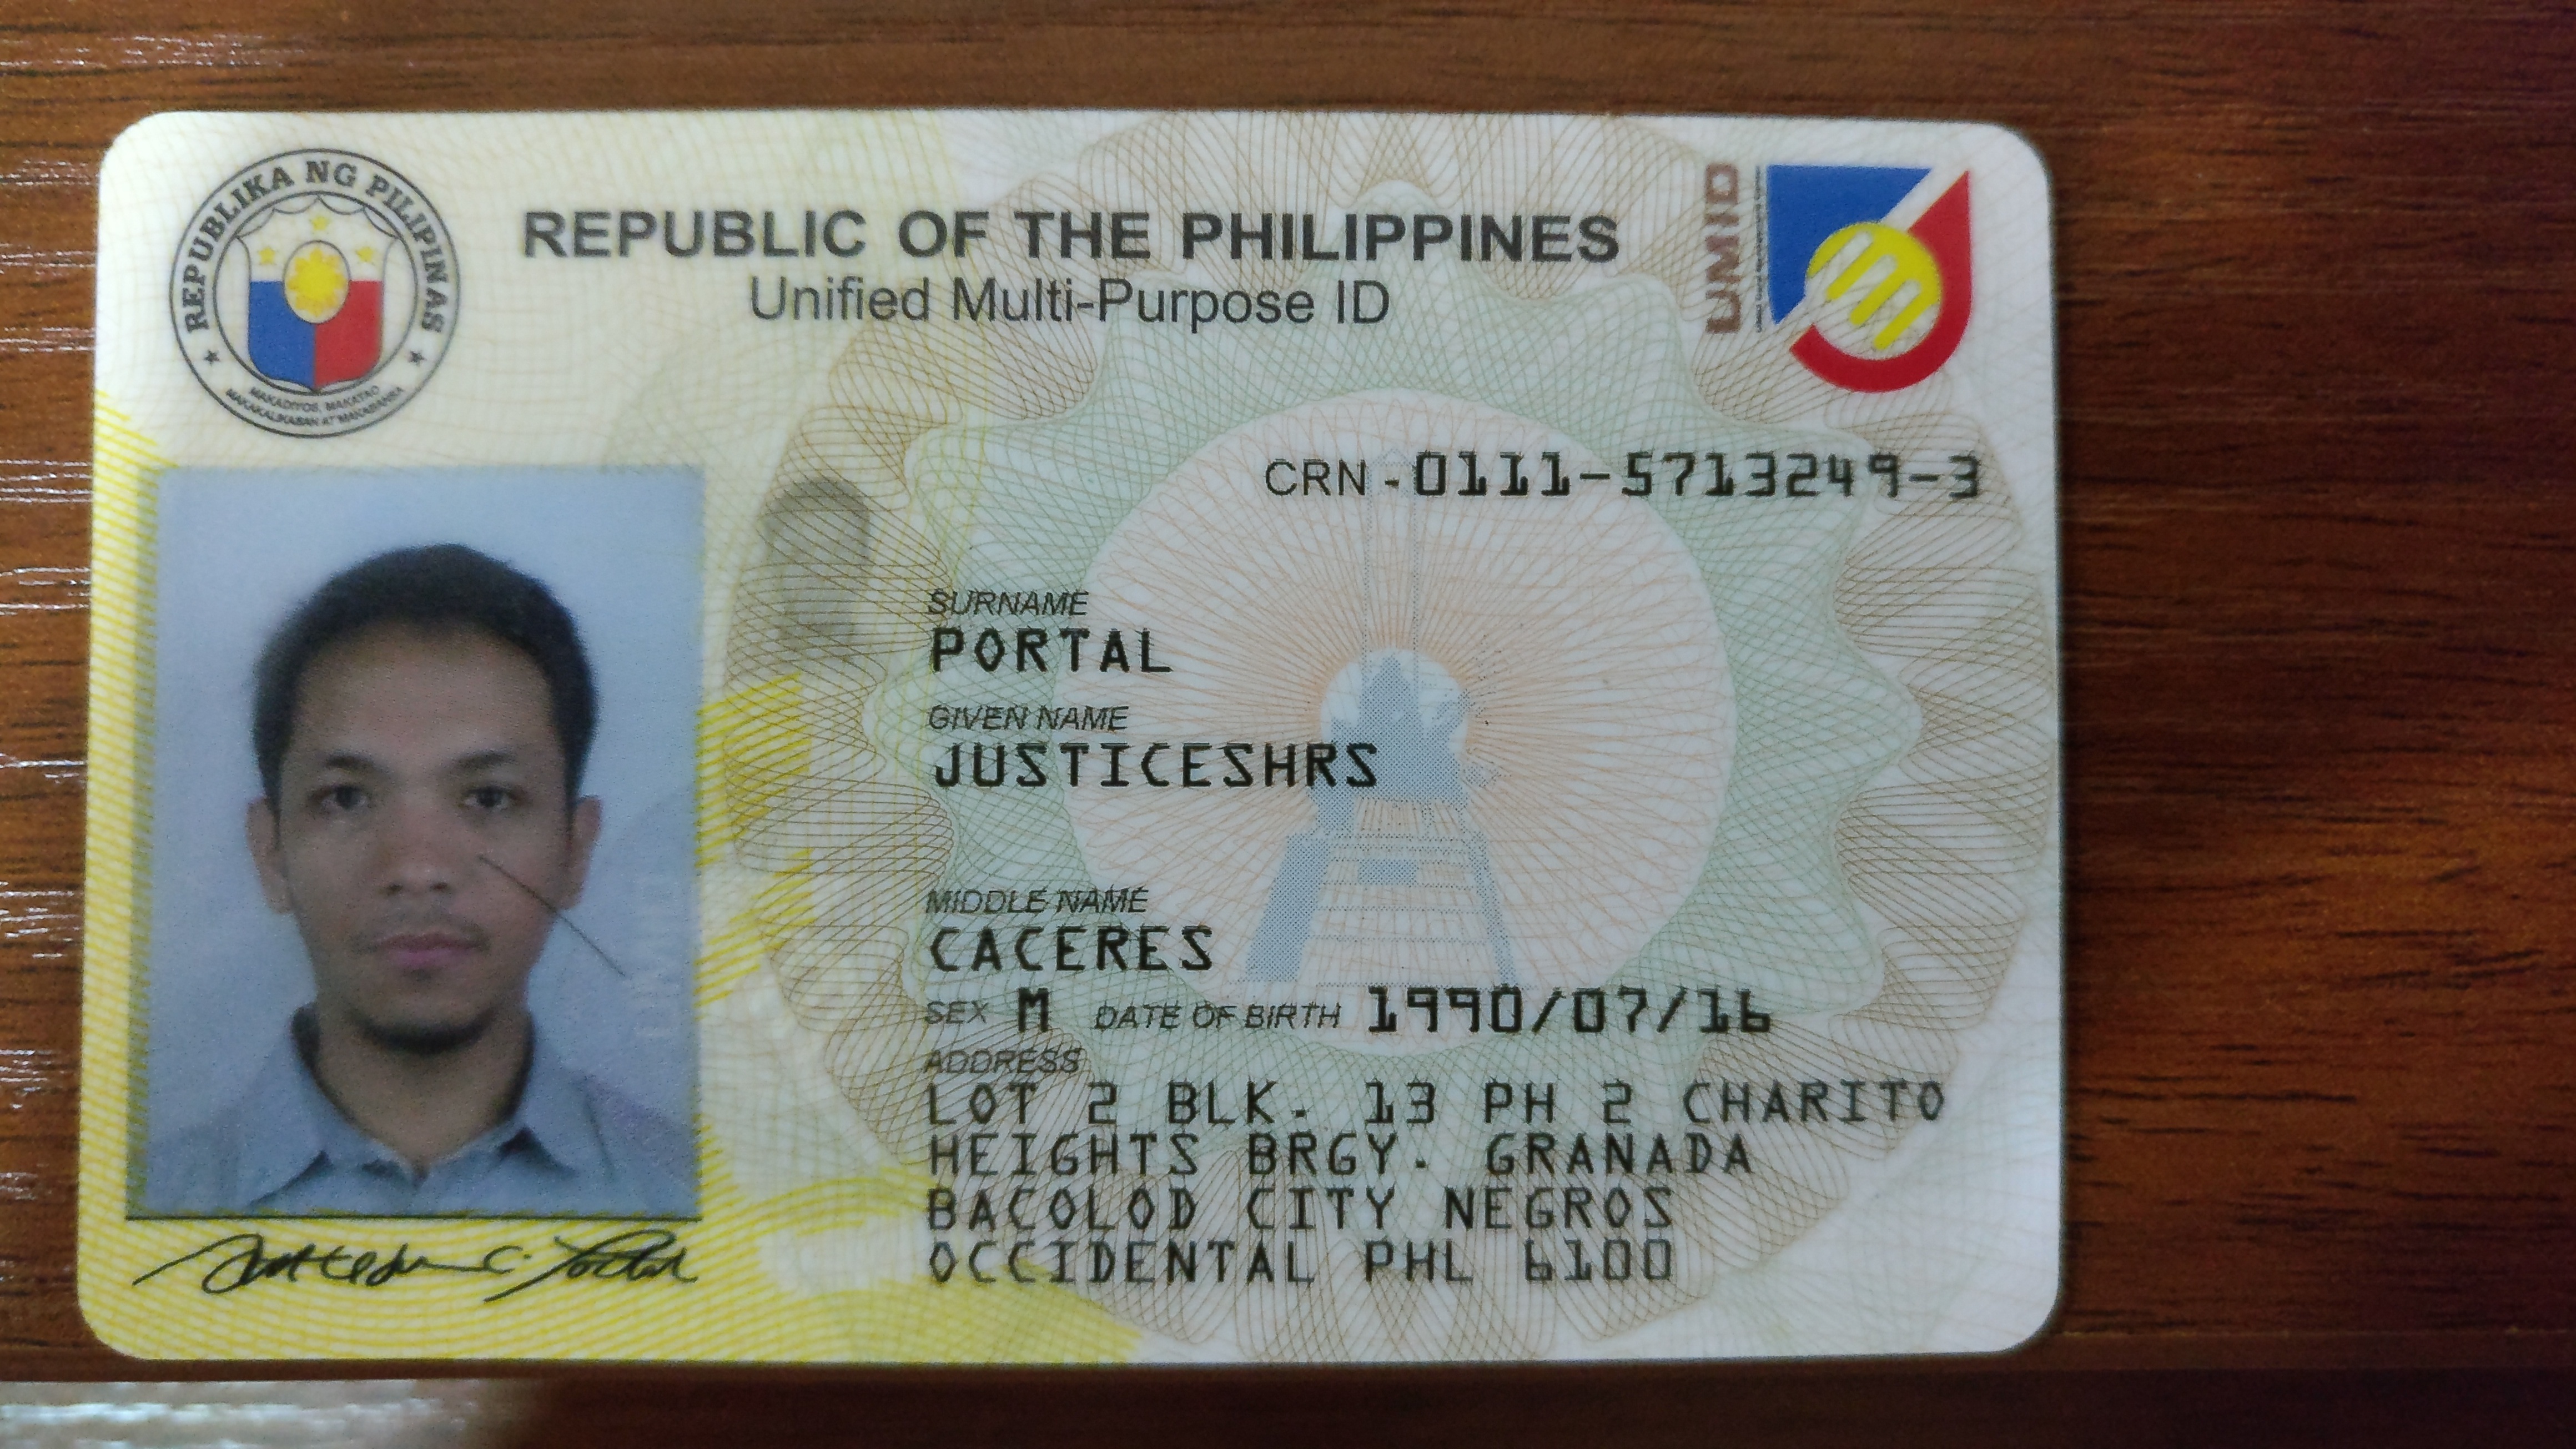 REPUBLIKA NG PILIPINAS
MAKADIYOS, MAKATAO
MAKAKALIKASAN AT MAKABANSA
REPUBLIC OF THE PHILIPPINES
Unified Multi-Purpose ID
UMID
CRN - 0111-5713249-3
SURNAME
PORTAL
GIVEN NAME
JUSTICESHRS
MIDDLE NAME
CACERES
SEX M DATE OF BIRTH 1990/07/16
ADDRESS
LOT 2 BLK. 13 PH 2 CHARITO
HEIGHTS BRGY. GRANADA
BACOLOD CITY NEGROS
OCCIDENTAL PHL 6100